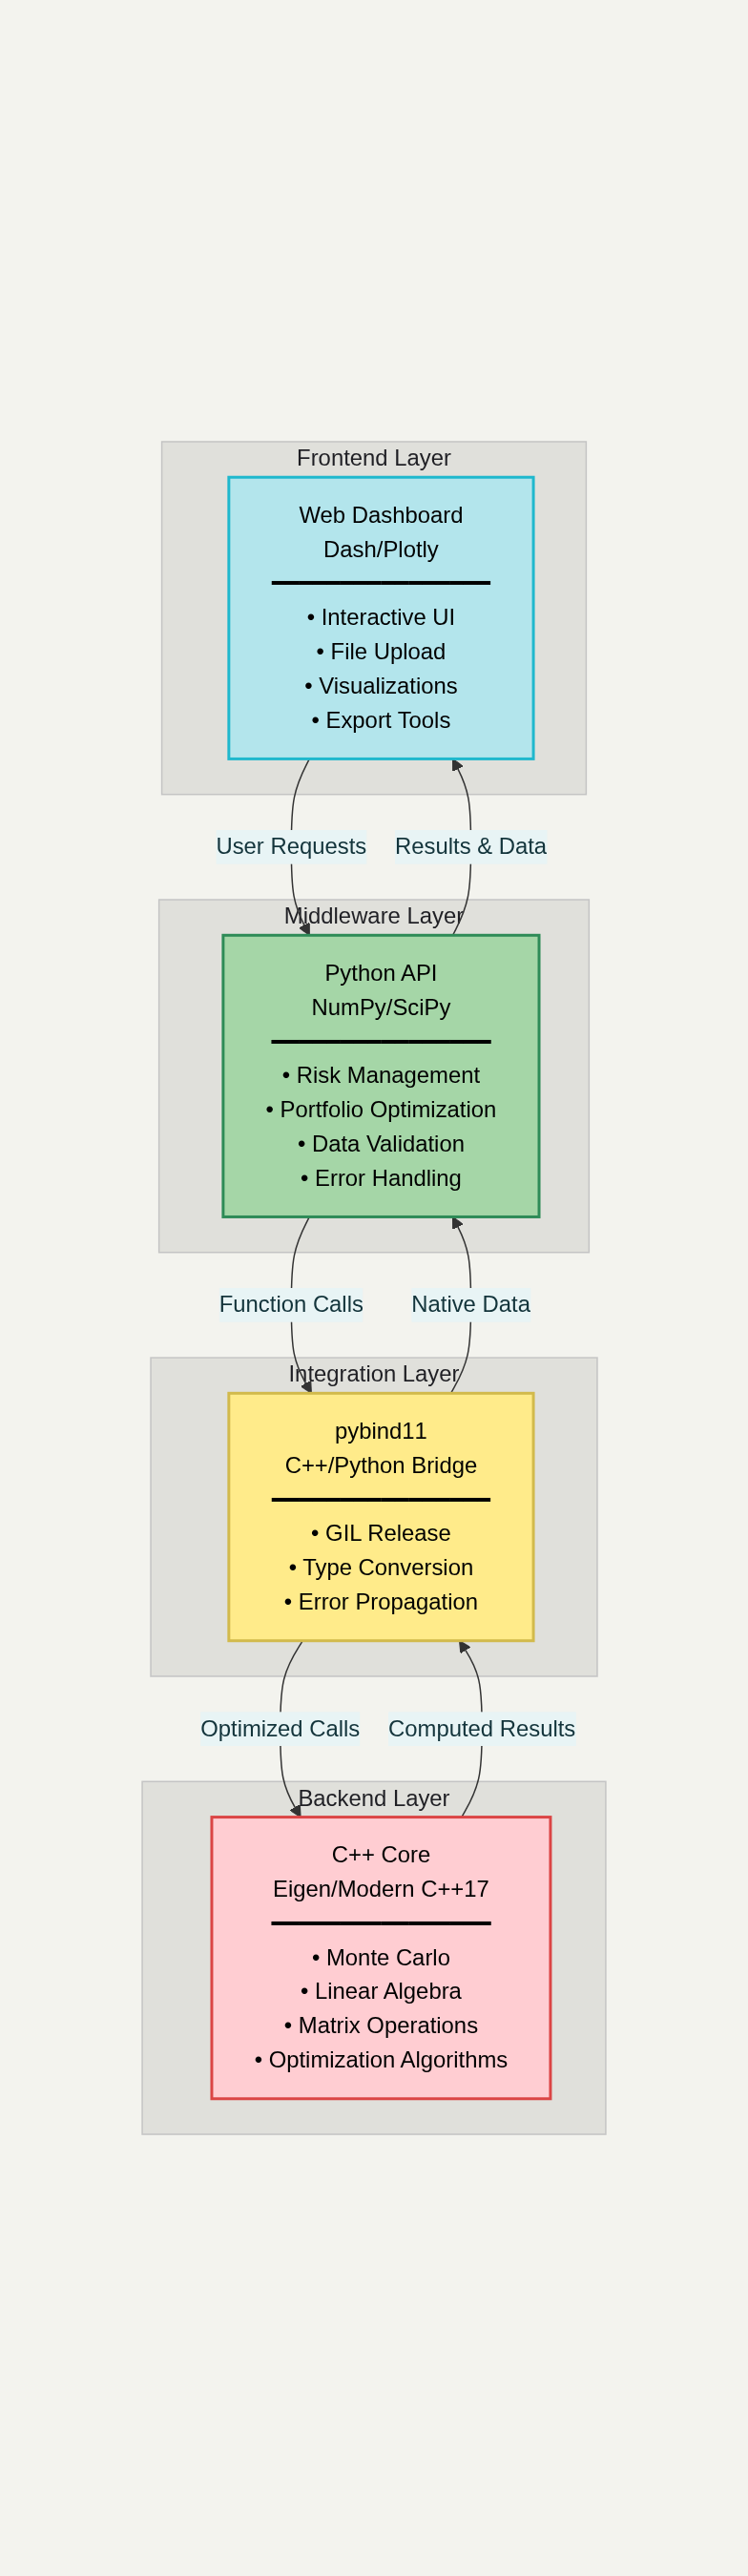 Frontend Layer
Web Dashboard
Dash/Plotly
• Interactive UI
• File Upload
• Visualizations
• Export Tools
User Requests
Results & Data
Middleware Layer
Python API
NumPy/SciPy
• Risk Management
• Portfolio Optimization
• Data Validation
• Error Handling
Function Calls
Native Data
Integration Layer
pybind11
C++/Python Bridge
• GIL Release
• Type Conversion
• Error Propagation
Optimized Calls
Computed Results
Backend Layer
C++ Core
Eigen/Modern C++17
• Monte Carlo
• Linear Algebra
• Matrix Operations
• Optimization Algorithms